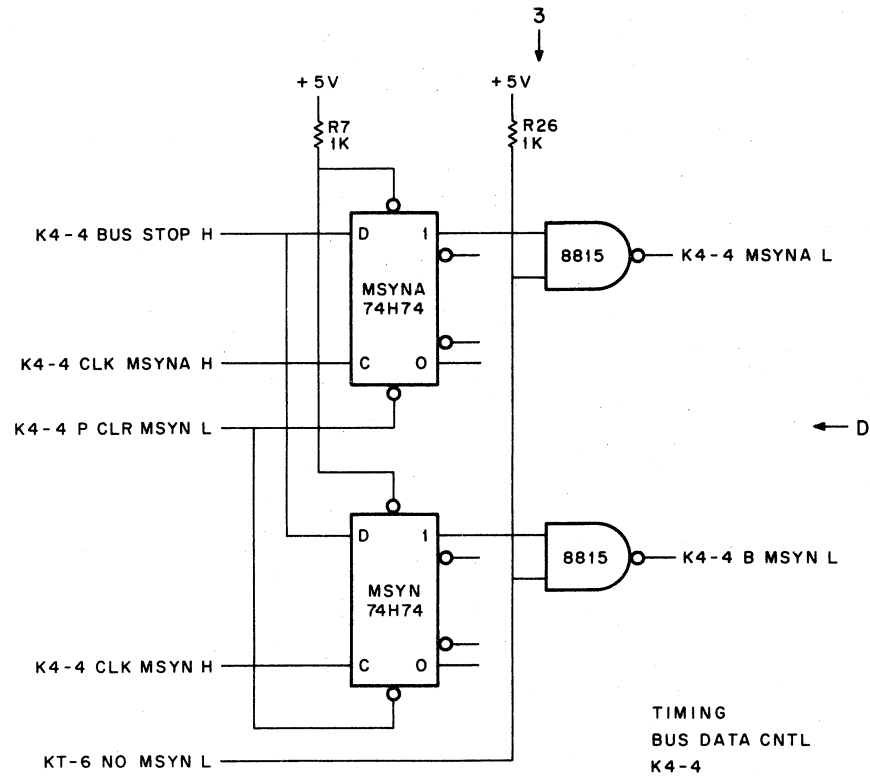 3
+5V
+5V
R7
1K
R26
1K
K4-4 BUS STOP H
D
1
8815
K4-4 MSYNA L
MSYNA
74H74
K4-4 CLK MSYNA H
C
0
K4-4 P CLR MSYN L
D
D
1
8815
K4-4 B MSYN L
MSYN
74H74
K4-4 CLK MSYN H
C
0
TIMING
BUS DATA CNTL
K4-4
KT-6 NO MSYN L